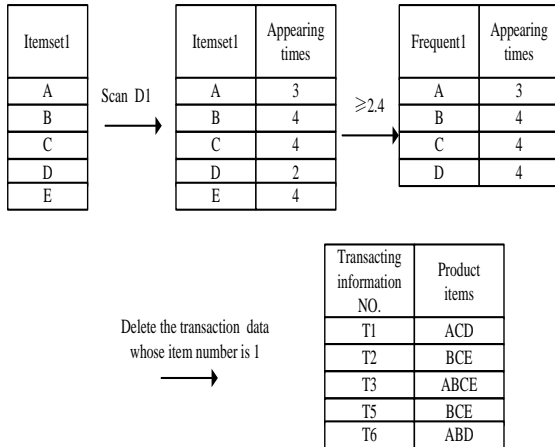 Itemset1
A
B
C
D
E
Scan D1
Itemset1 Appearing
times
A 3
B 4
C 4
D 2
E 4
≥2.4
Frequent1 Appearing
times
A 3
B 4
C 4
D 4
Delete the transaction data
whose item number is 1
Transacting
information
NO.
Product
items
T1 ACD
T2 BCE
T3 ABCE
T5 BCE
T6 ABD